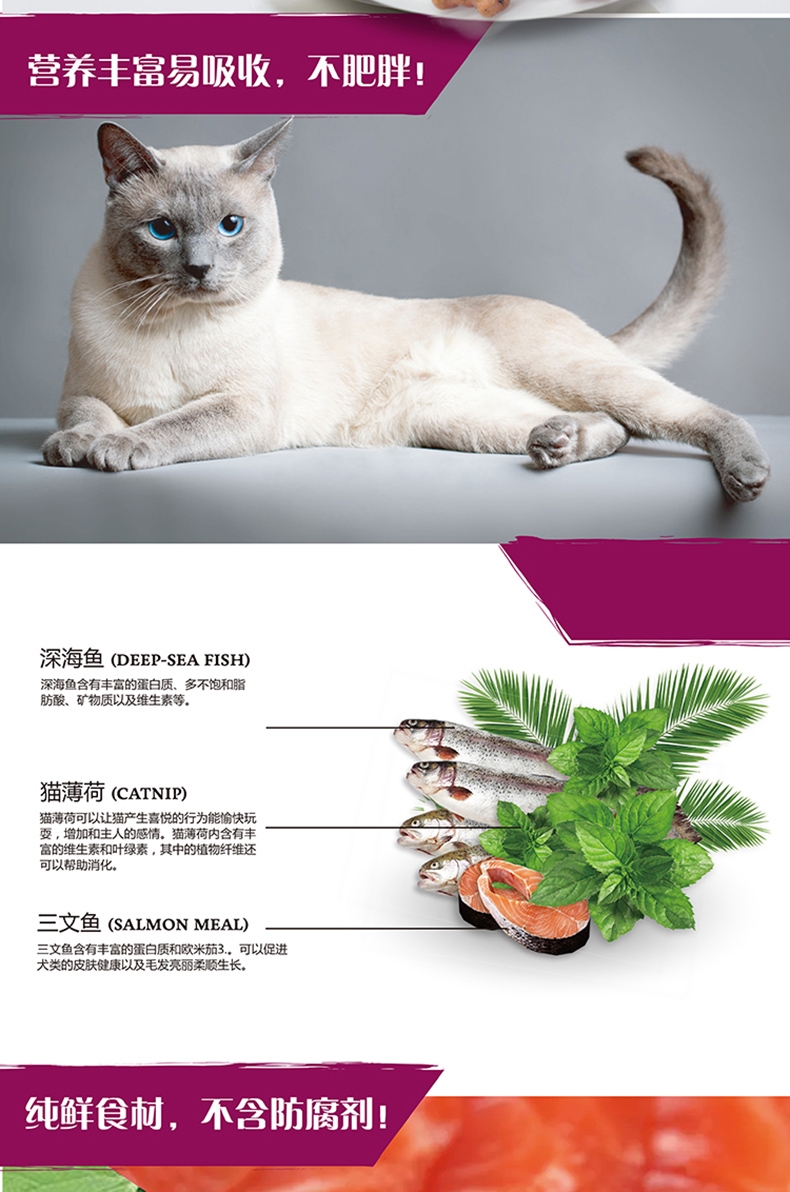 营养丰富易吸收，不肥胖！
深海鱼 (DEEP-SEA FISH)
深海鱼含有丰富的蛋白质、多不饱和脂
肪酸、矿物质以及维生素等。
猫薄荷 (CATNIP)
猫薄荷可以让猫产生喜悦的行为能愉快玩
耍，增加和主人的感情。猫薄荷内含有丰
富的维生素和叶绿素，其中的植物纤维还
可以帮助消化。
三文鱼 (SALMON MEAL)
三文鱼含有丰富的蛋白质和欧米茄3.。可以促进
犬类的皮肤健康以及毛发亮丽柔顺生长。
纯鲜食材，不含防腐剂！